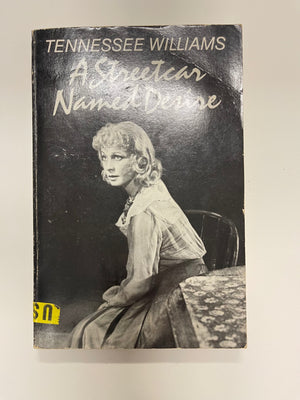 TENNESSEE WILLIAMS
A Streetcar
Named Desire